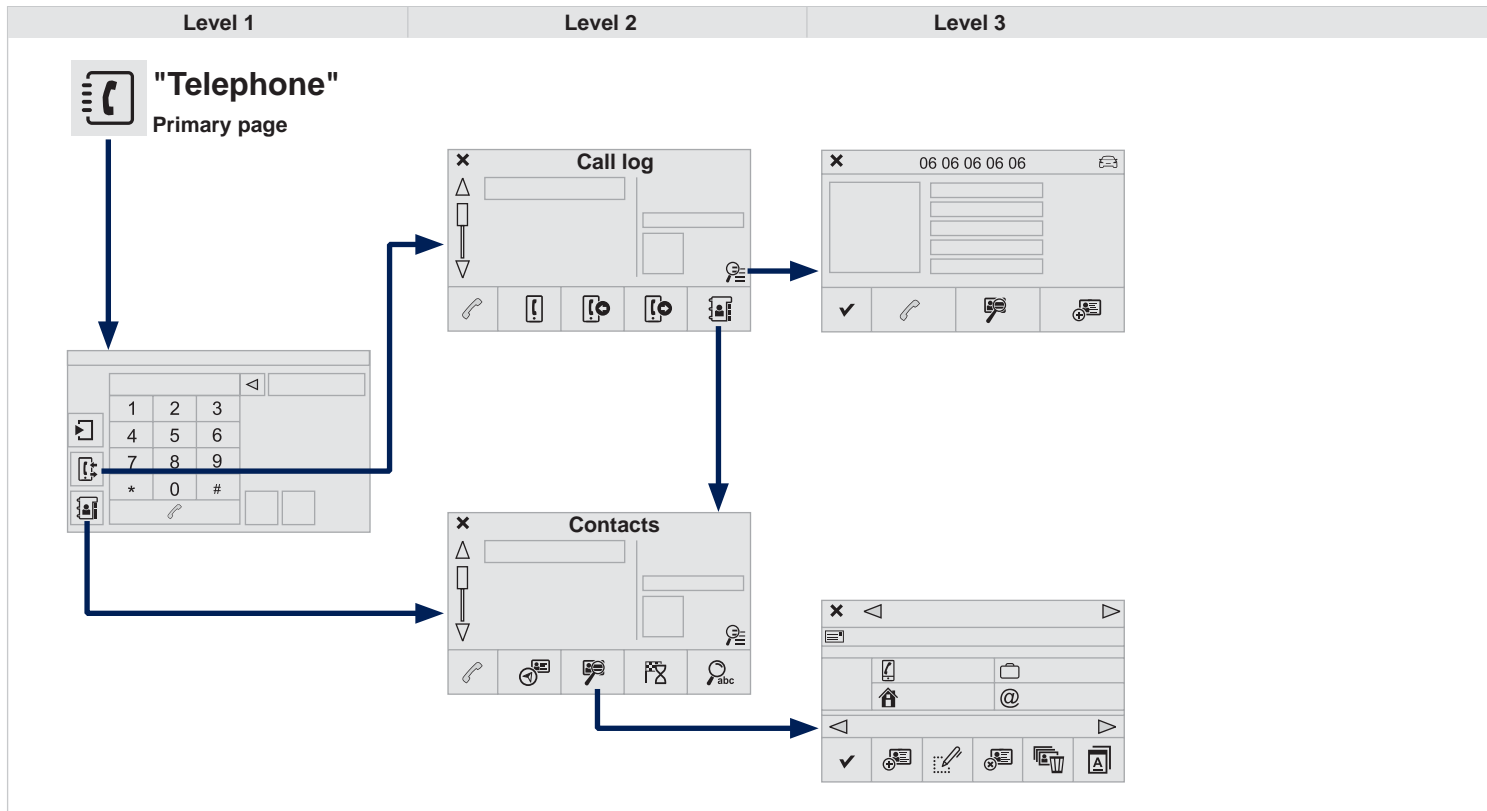 Level 1
Level 2
Level 3
"Telephone"
Primary page
Call log
06 06 06 06 06
1 2 3
4 5 6
7 8 9
* 0 #
Contacts
abc
@
A